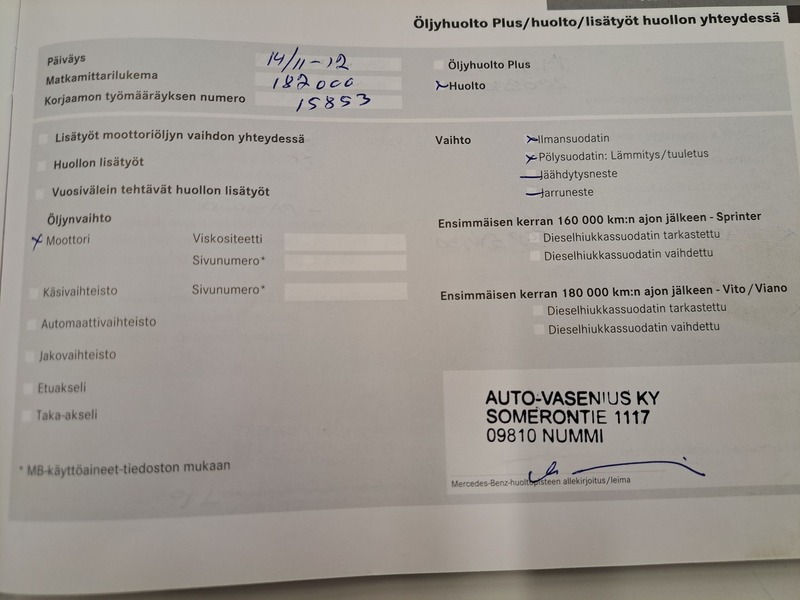 Öljyhuolto Plus/huolto/lisätyöt huollon yhteydessä
Päiväys 14/11-12
Matkamittarilukema 182000
Korjaamon työmääräyksen numero 15853
Öljyhuolto Plus
Huolto
Lisätyöt moottoriöljyn vaihdon yhteydessä
Huollon lisätyöt
Vuosivälein tehtävät huollon lisätyöt
Öljynvaihto
Moottori Viskositeetti
Sivunumero*
Käsivaihteisto Sivunumero*
Automaattivaihteisto
Jakovaihteisto
Etuakseli
Taka-akseli
* MB-käyttöaineet-tiedoston mukaan
Vaihto Ilmansuodatin
Pölysuodatin: Lämmitys/tuuletus
Jäähdytysneste
Jarruneste
Ensimmäisen kerran 160 000 km:n ajon jälkeen - Sprinter
Dieselhiukkassuodatin tarkastettu
Dieselhiukkassuodatin vaihdettu
Ensimmäisen kerran 180 000 km:n ajon jälkeen - Vito/Viano
Dieselhiukkassuodatin tarkastettu
Dieselhiukkassuodatin vaihdettu
AUTO-VASENIUS KY
SOMERONTIE 1117
09810 NUMMI
Mercedes-Benz-huoltopisteen allekirjoitus/leima